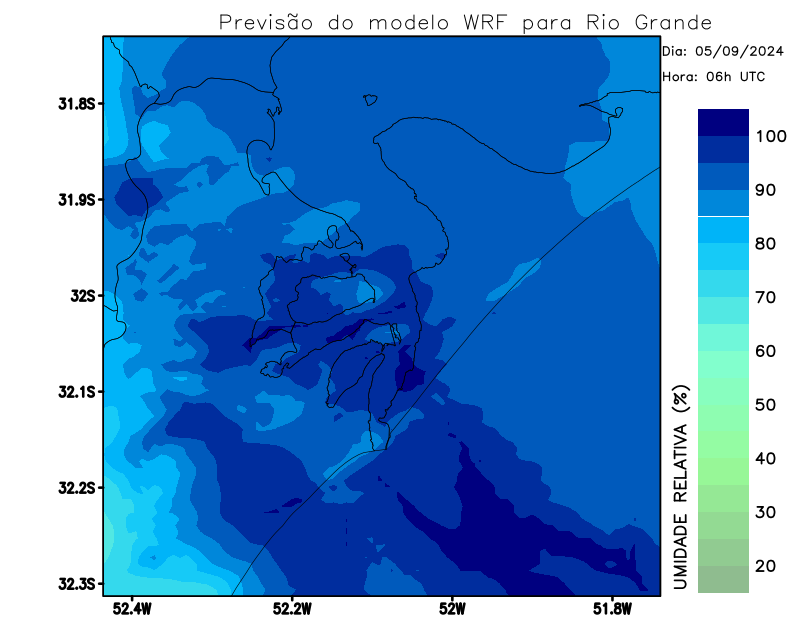 Previsão do modelo WRF para Rio Grande
Dia: 05/09/2024
Hora: 06h UTC
31.8S
31.9S
32S
32.1S
32.2S
32.3S
52.4W
52.2W
52W
51.8W
100
90
80
70
60
50
40
30
20
UMIDADE RELATIVA (%)